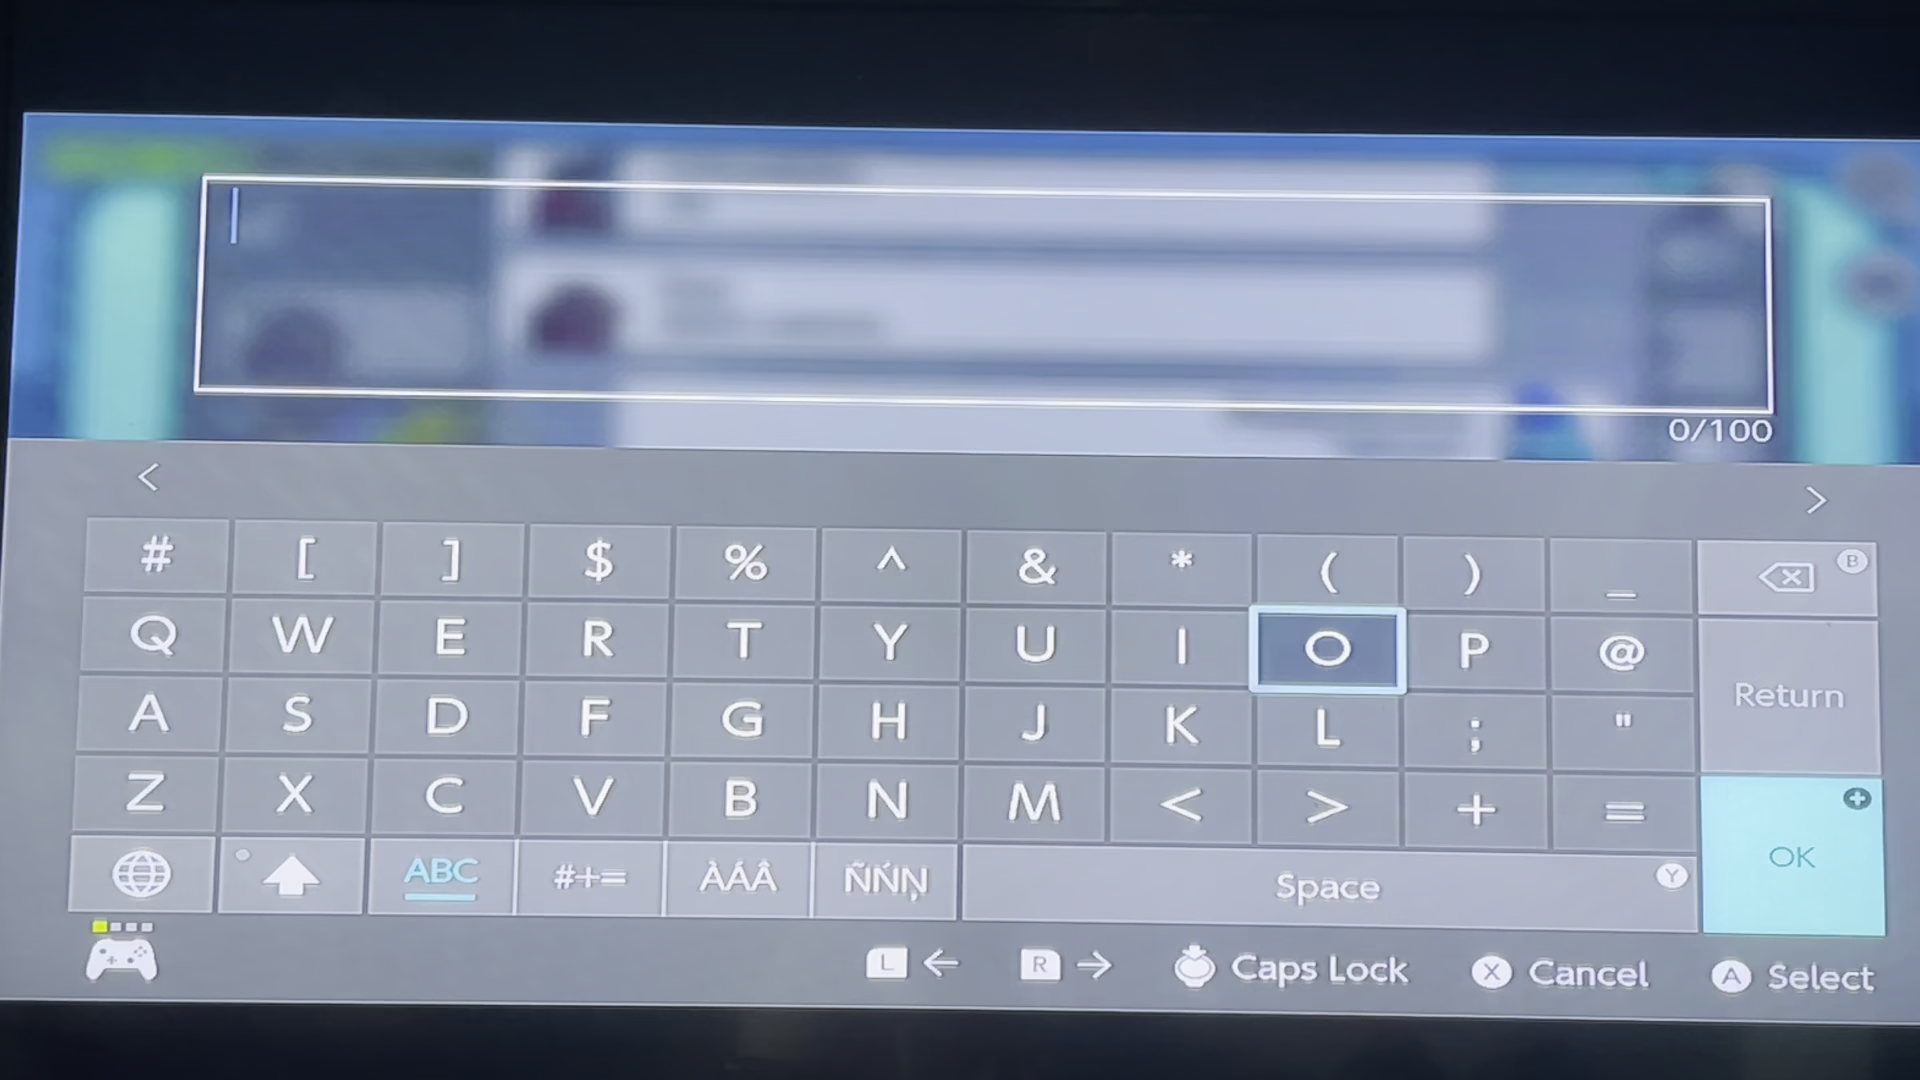 0/100
< >
# [ ] $ % ^ & * ( ) _ B
Q W E R T Y U I O P @ Return
A S D F G H J K L ; "
Z X C V B N M < > + = + OK
ABC #+= ÀÁÂ ÑŃŅ Space Y
L ← R → Caps Lock X Cancel A Select